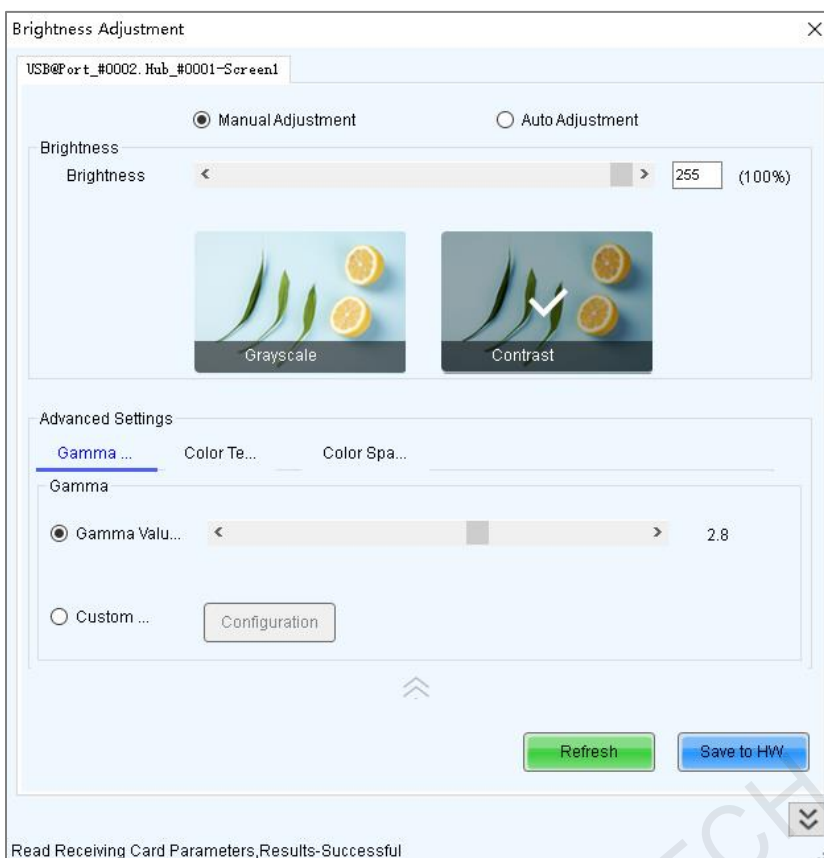 Brightness Adjustment
USB@Port_#0002.Hub_#0001-Screen1
Manual Adjustment Auto Adjustment
Brightness
Brightness 255 (100%)
Grayscale Contrast
Advanced Settings
Gamma ... Color Te... Color Spa...
Gamma
Gamma Valu... 2.8
Custom ... Configuration
Refresh Save to HW
TECH
Read Receiving Card Parameters,Results-Successful